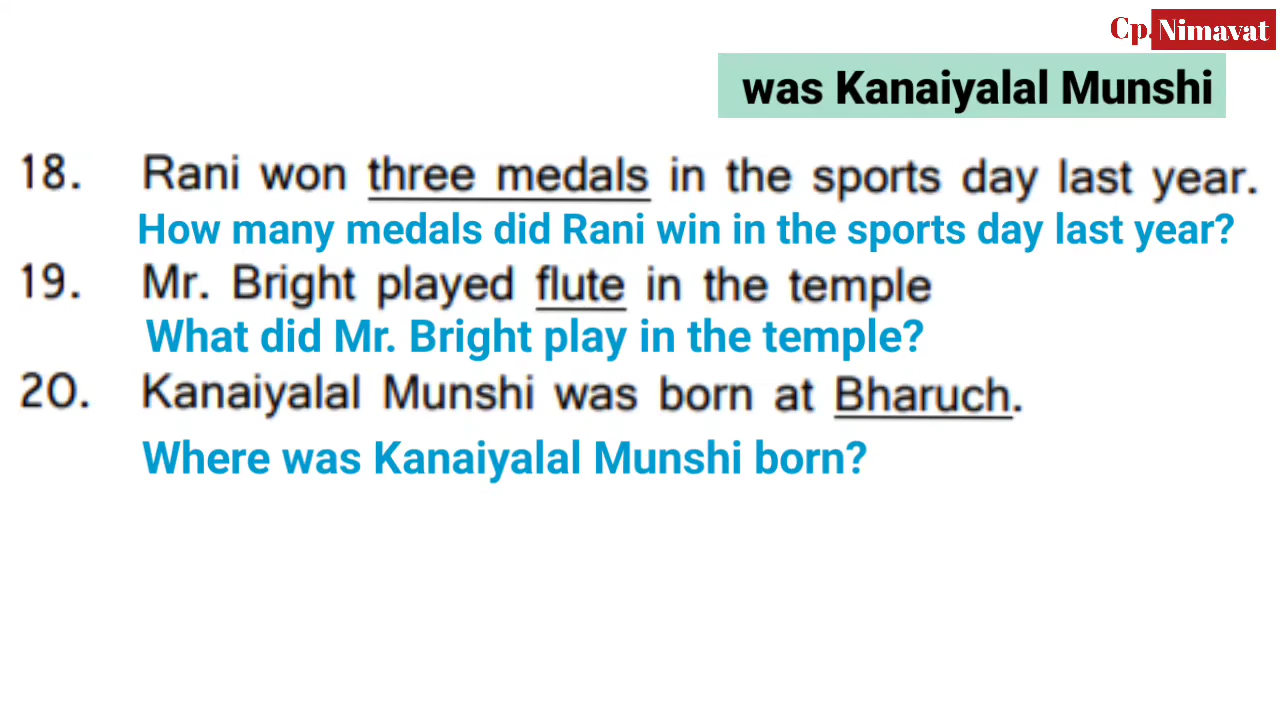 Cp. Nimavat
was Kanaiyalal Munshi
18. Rani won three medals in the sports day last year.
How many medals did Rani win in the sports day last year?
19. Mr. Bright played flute in the temple
What did Mr. Bright play in the temple?
20. Kanaiyalal Munshi was born at Bharuch.
Where was Kanaiyalal Munshi born?